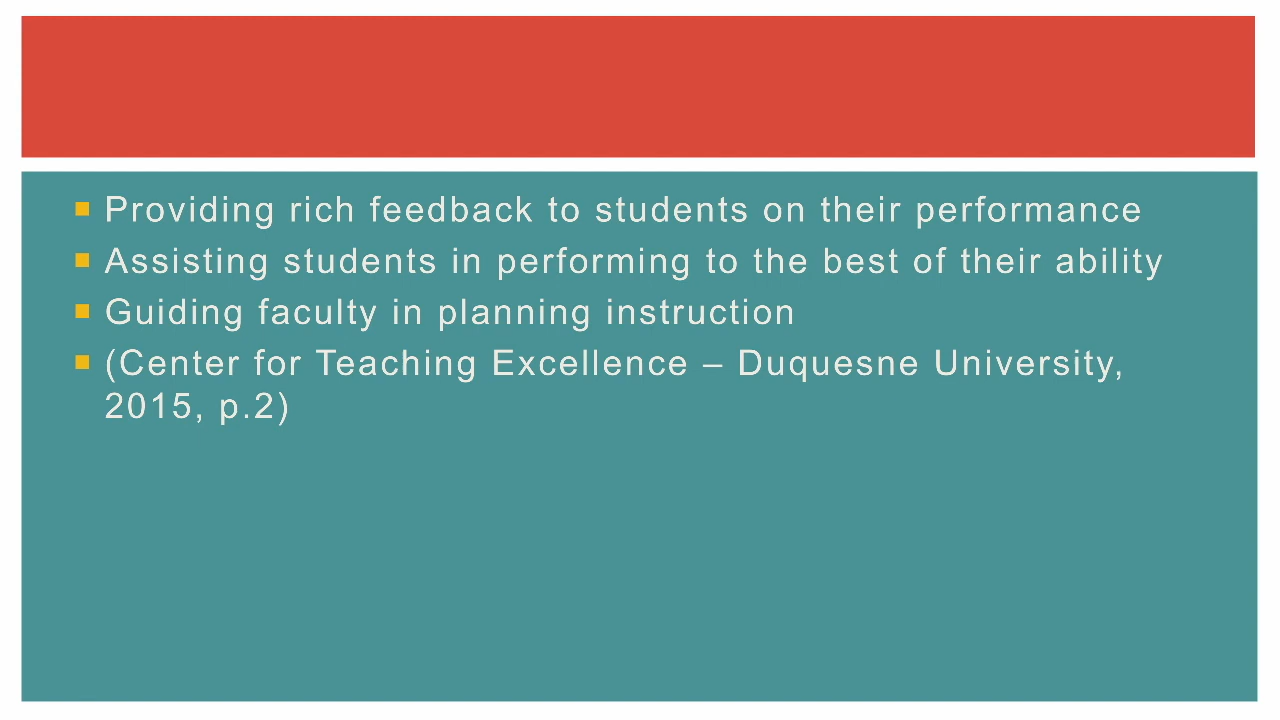 Providing rich feedback to students on their performance
Assisting students in performing to the best of their ability
Guiding faculty in planning instruction
(Center for Teaching Excellence – Duquesne University,
2015, p.2)